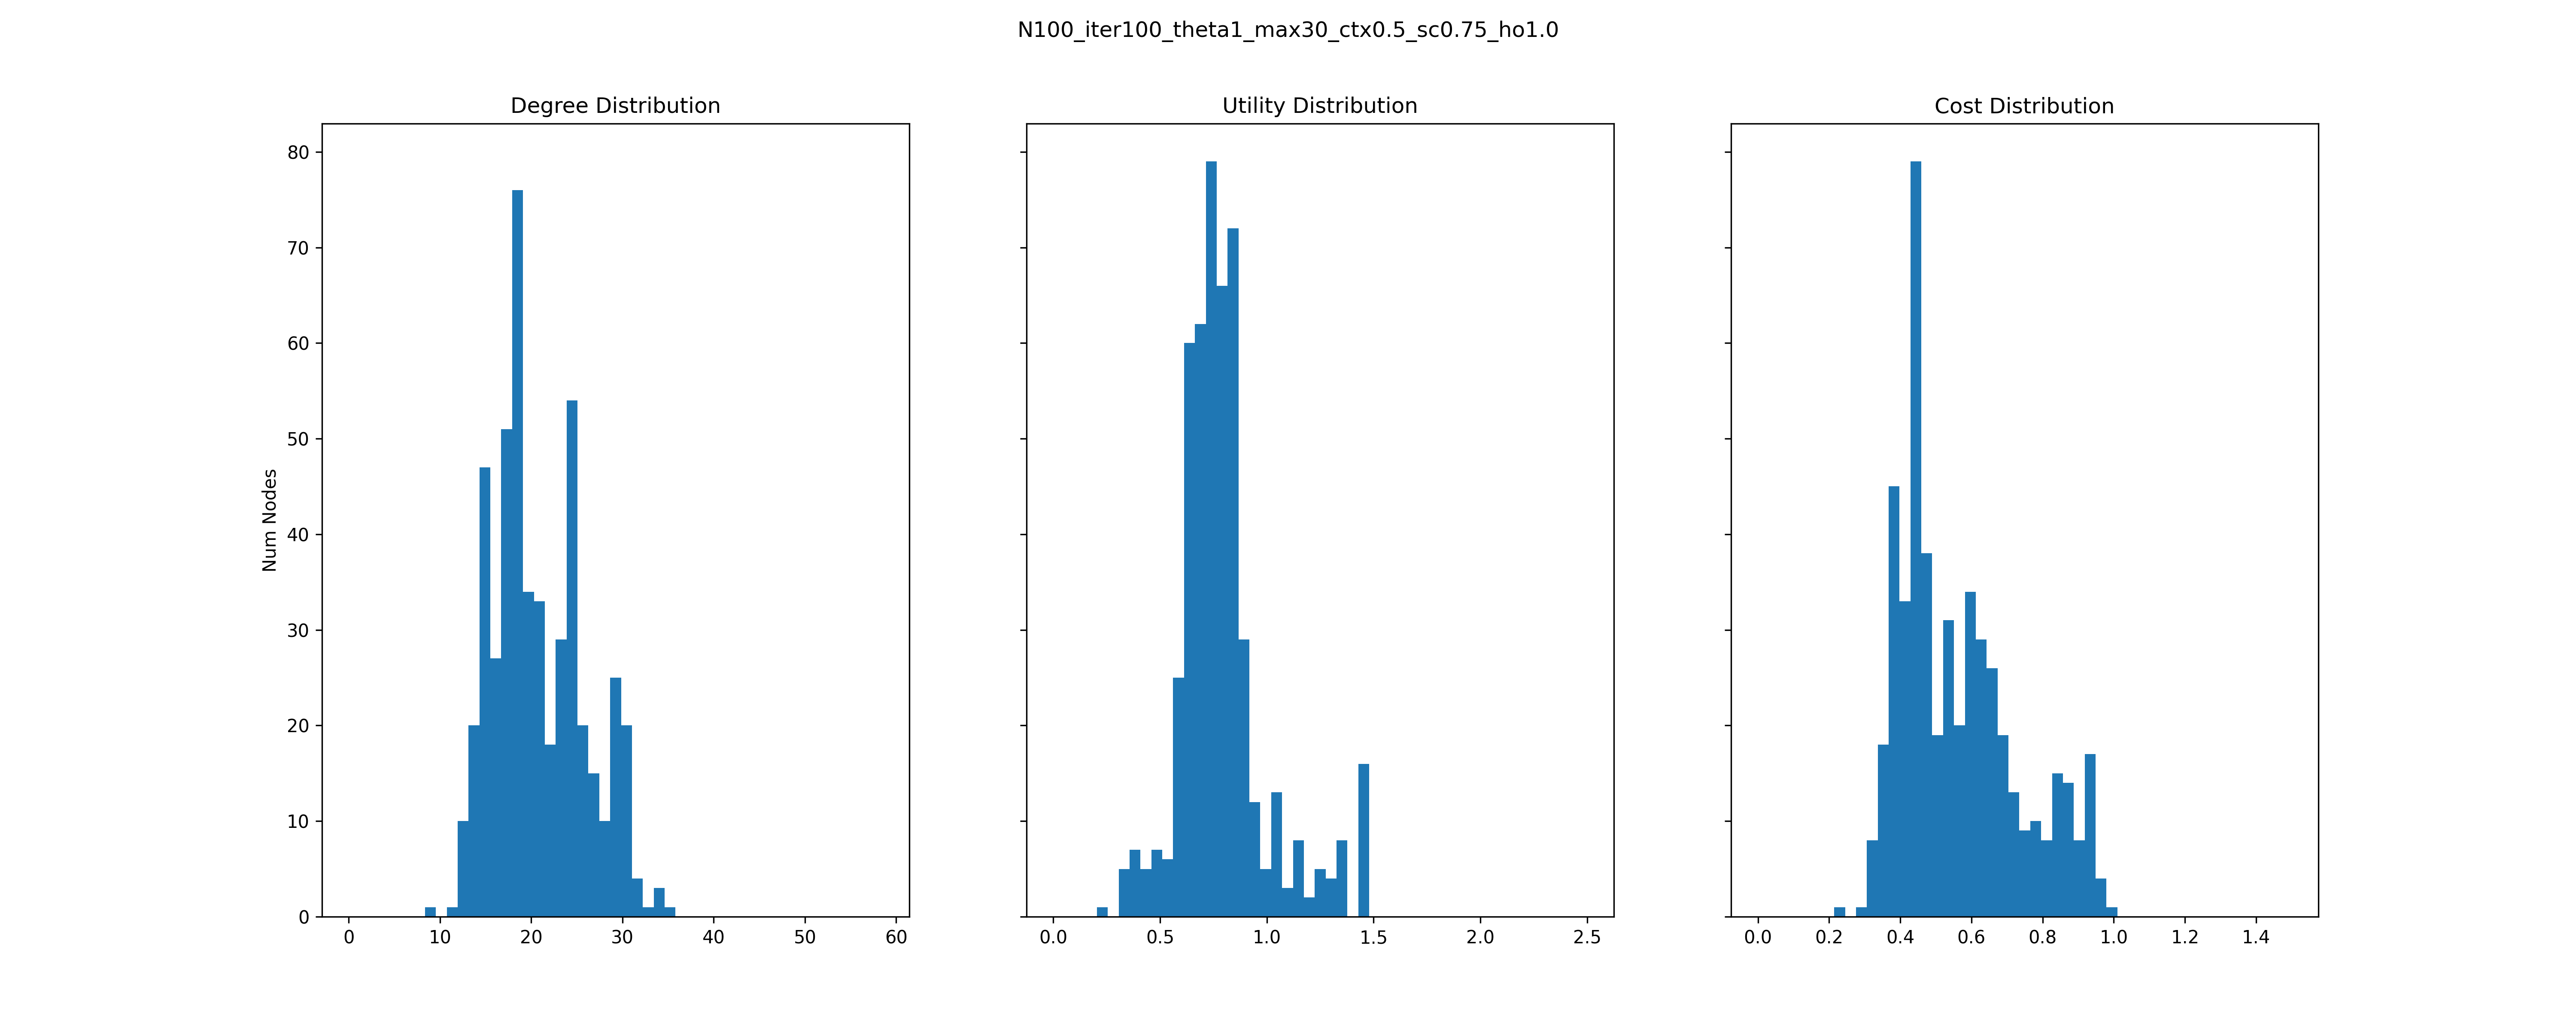 N100_iter100_theta1_max30_ctx0.5_sc0.75_ho1.0
Degree Distribution
Utility Distribution
Cost Distribution
Num Nodes
80
70
60
50
40
30
20
10
0
0 10 20 30 40 50 60
0.0 0.5 1.0 1.5 2.0 2.5
0.0 0.2 0.4 0.6 0.8 1.0 1.2 1.4